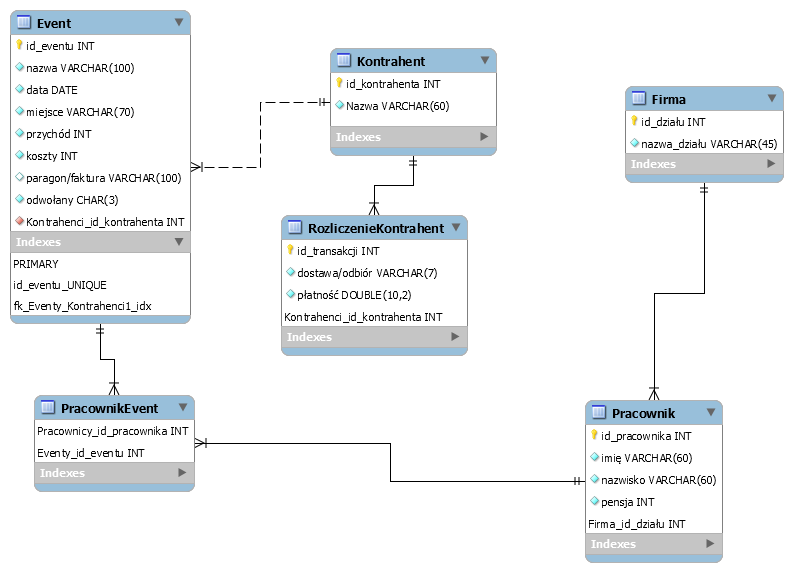 Event
id_eventu INT
nazwa VARCHAR(100)
data DATE
miejsce VARCHAR(70)
przychód INT
koszty INT
paragon/faktura VARCHAR(100)
odwołany CHAR(3)
Kontrahenci_id_kontrahenta INT
Indexes
PRIMARY
id_eventu_UNIQUE
fk_Eventy_Kontrahenci1_idx
Kontrahent
id_kontrahenta INT
Nazwa VARCHAR(60)
Indexes
Firma
id_działu INT
nazwa_działu VARCHAR(45)
Indexes
RozliczenieKontrahent
id_transakcji INT
dostawa/odbiór VARCHAR(7)
płatność DOUBLE(10,2)
Kontrahenci_id_kontrahenta INT
Indexes
PracownikEvent
Pracownicy_id_pracownika INT
Eventy_id_eventu INT
Indexes
Pracownik
id_pracownika INT
imię VARCHAR(60)
nazwisko VARCHAR(60)
pensja INT
Firma_id_działu INT
Indexes